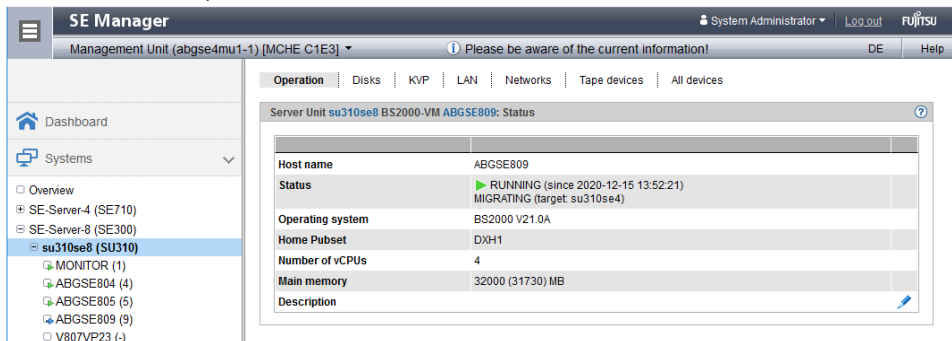 SE Manager
System Administrator
Log out
FUJITSU
Management Unit (abgse4mu1-1) [MCHE C1E3]
Please be aware of the current information!
DE
Help
Operation
Disks
KVP
LAN
Networks
Tape devices
All devices
Server Unit su310se8 BS2000-VM ABGSE809: Status
?
Dashboard
Systems
Overview
SE-Server-4 (SE710)
SE-Server-8 (SE300)
su310se8 (SU310)
MONITOR (1)
ABGSE804 (4)
ABGSE805 (5)
ABGSE809 (9)
V807VP23 (-)
Host name ABGSE809
Status RUNNING (since 2020-12-15 13:52:21)
MIGRATING (target: su310se4)
Operating system BS2000 V21.0A
Home Pubset DXH1
Number of vCPUs 4
Main memory 32000 (31730) MB
Description